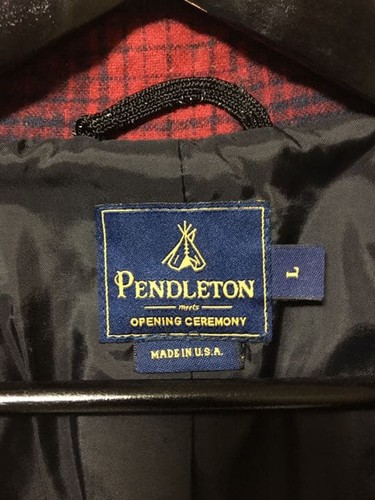 PENDLETON
meets
OPENING CEREMONY
L
MADE IN U.S.A.